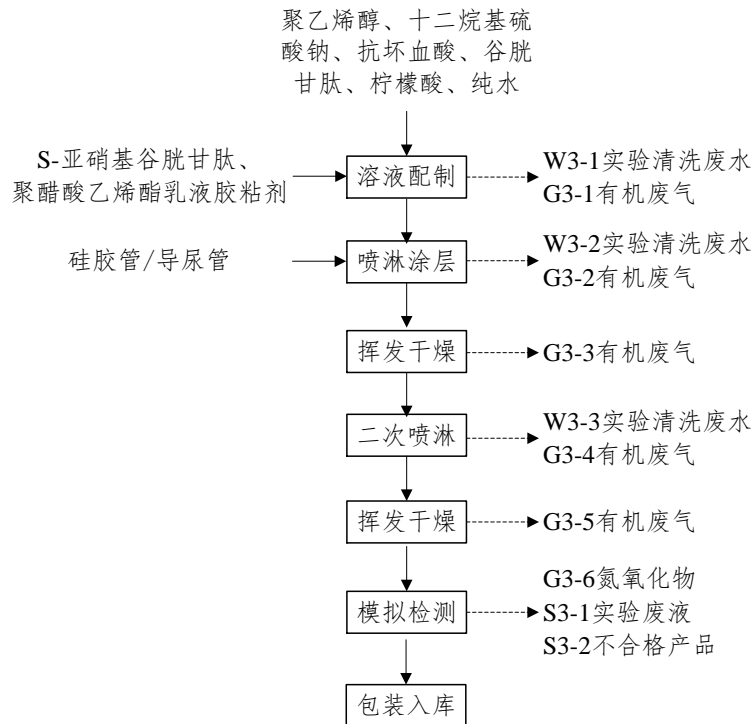 聚乙烯醇、十二烷基硫
酸钠、抗坏血酸、谷胱
甘肽、柠檬酸、纯水
S-亚硝基谷胱甘肽、
聚醋酸乙烯酯乳液胶粘剂
溶液配制
W3-1实验清洗废水
G3-1有机废气
硅胶管/导尿管
喷淋涂层
W3-2实验清洗废水
G3-2有机废气
挥发干燥
G3-3有机废气
二次喷淋
W3-3实验清洗废水
G3-4有机废气
挥发干燥
G3-5有机废气
模拟检测
G3-6氮氧化物
S3-1实验废液
S3-2不合格产品
包装入库